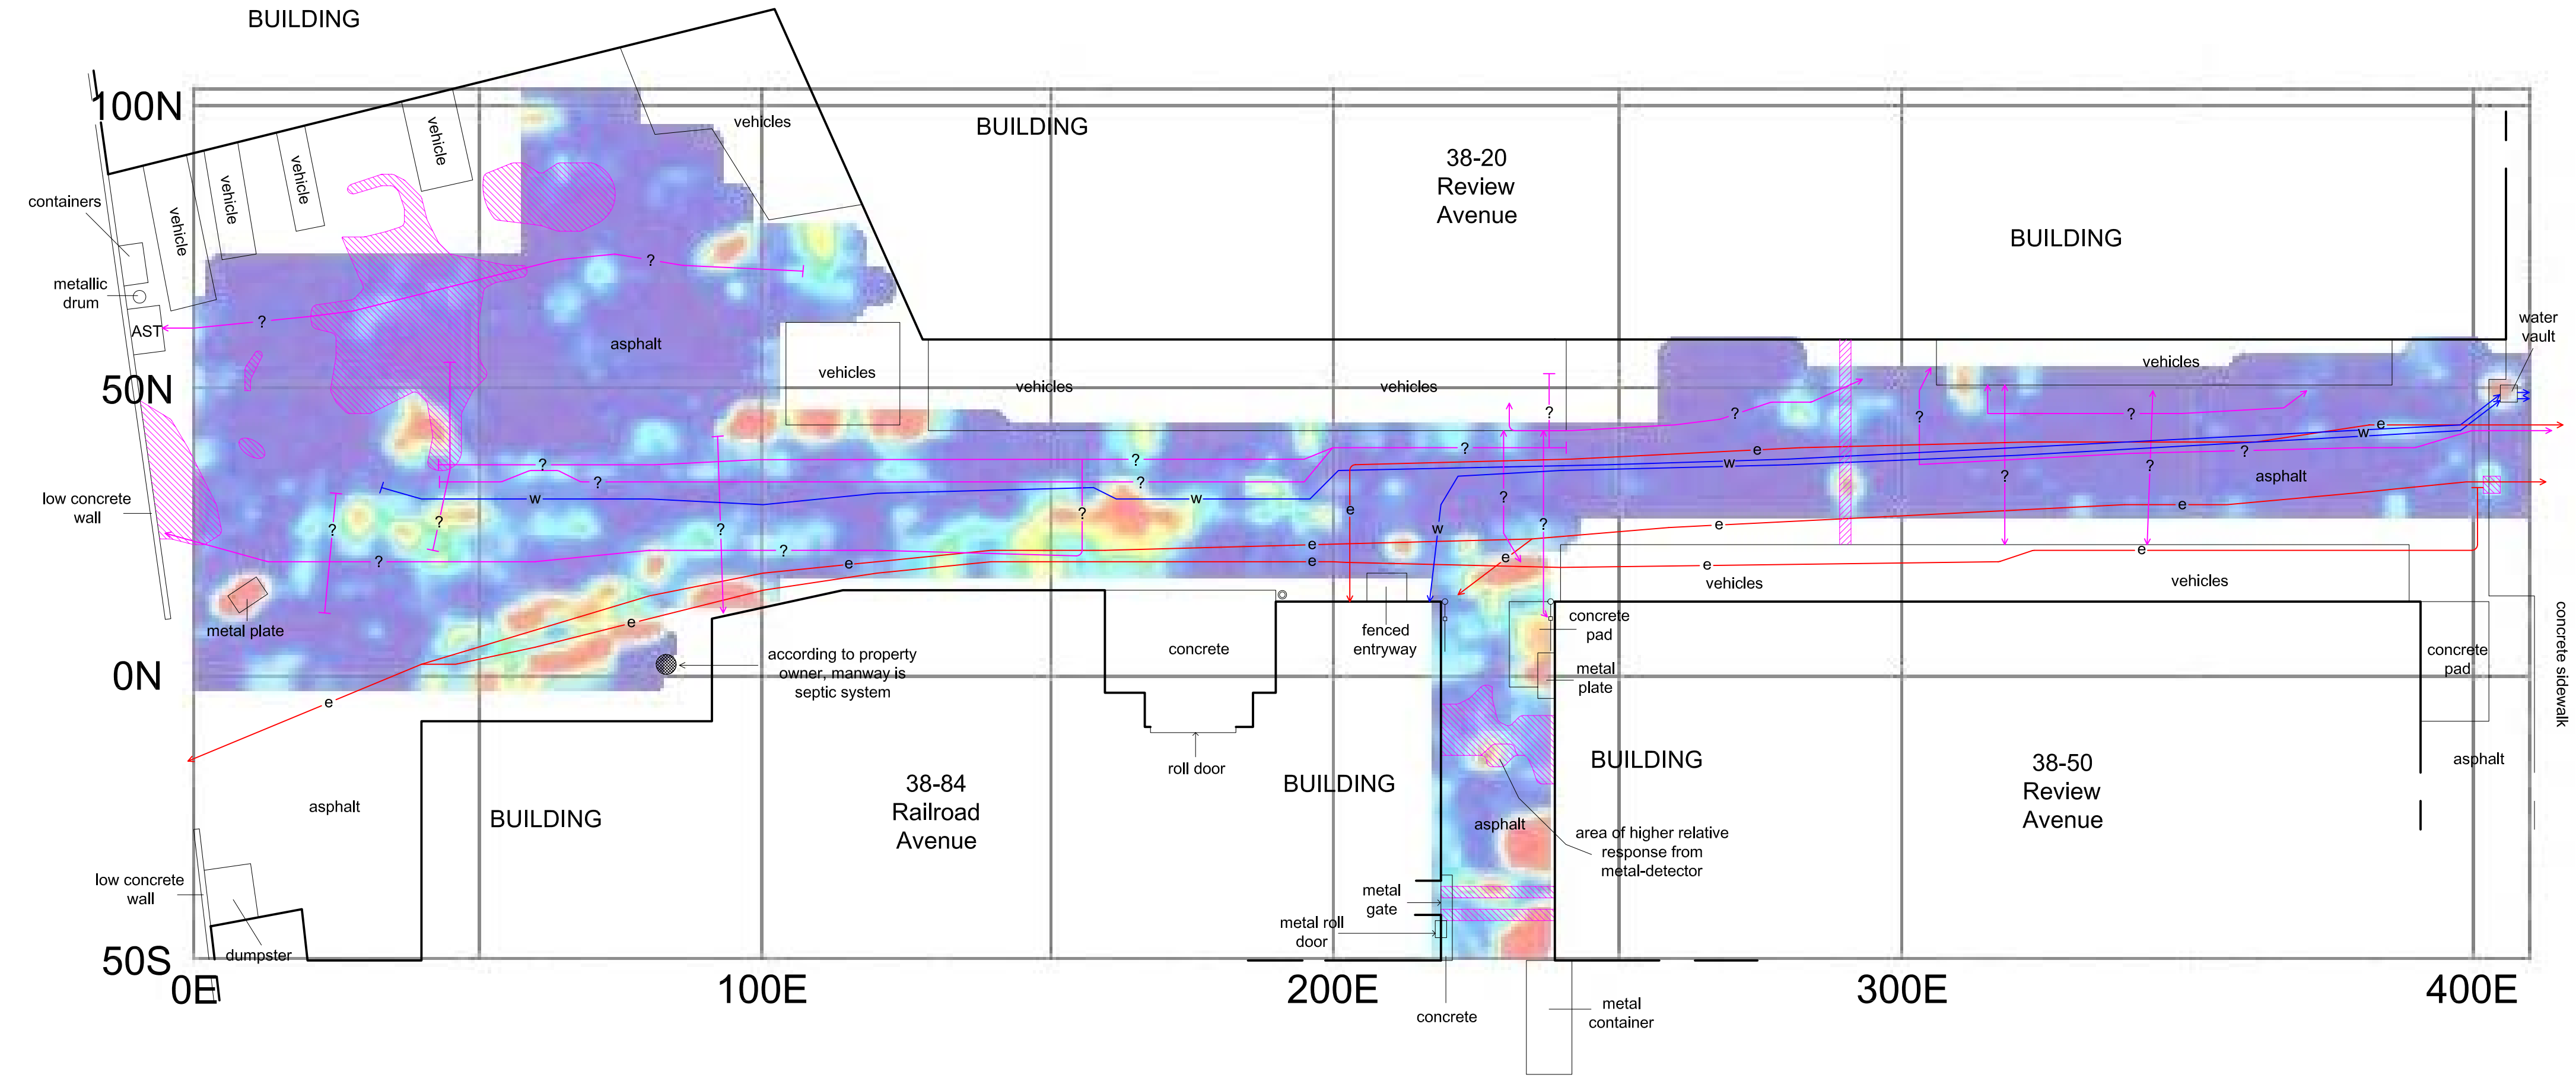 BUILDING
100N
vehicles
BUILDING
vehicle
38-20
Review
Avenue
vehicle
vehicle
vehicle
containers
BUILDING
metallic
drum
?
?
AST
water
vault
asphalt
50N
vehicles
vehicles
vehicles
vehicles
?
?
?
?
e
w
?
?
?
e
w
?
?
?
?
asphalt
low concrete
wall
?
?
w
?
w
?
e
?
e
?
?
?
w
?
e
e
?
?
e
e
e
e
e
vehicles
vehicles
metal plate
e
concrete
pad
fenced
entryway
concrete
concrete
pad
0N
according to property
owner, manway is
septic system
metal
plate
concrete sidewalk
e
roll door
BUILDING
38-50
Review
Avenue
asphalt
38-84
Railroad
Avenue
BUILDING
asphalt
BUILDING
asphalt
area of higher relative
response from
metal-detector
low concrete
wall
metal
gate
metal roll
door
dumpster
50S
0E
100E
200E
300E
400E
concrete
metal
container